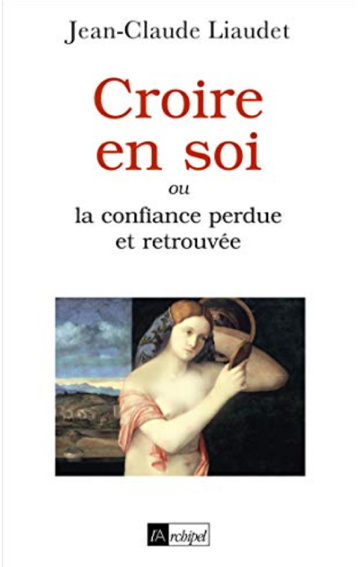 Jean-Claude Liaudet
Croire
en soi
ou
la confiance perdue
et retrouvée
l'Archipel